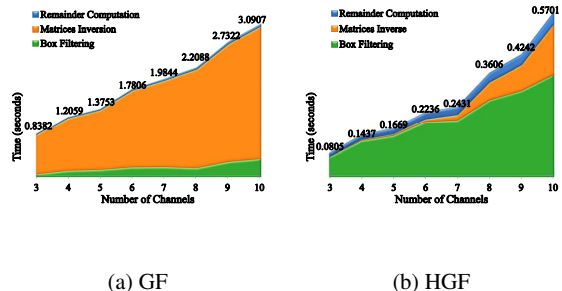 Remainder Computation
Matrices Inversion
Box Filtering
3.0907
2.7322
2.2088
1.9844
1.7806
1.3753
1.2059
0.8382
Time (seconds)
3 4 5 6 7 8 9 10
Number of Channels
(a) GF
Remainder Computation
Matrices Inverse
Box Filtering
0.5701
0.4242
0.3606
0.2431
0.2236
0.1669
0.1437
0.0805
Time (seconds)
3 4 5 6 7 8 9 10
Number of Channels
(b) HGF